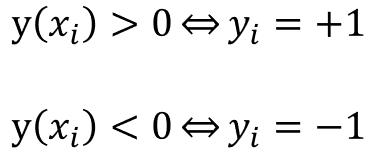 y(xᵢ) > 0 ⇔ yᵢ = +1
y(xᵢ) < 0 ⇔ yᵢ = −1